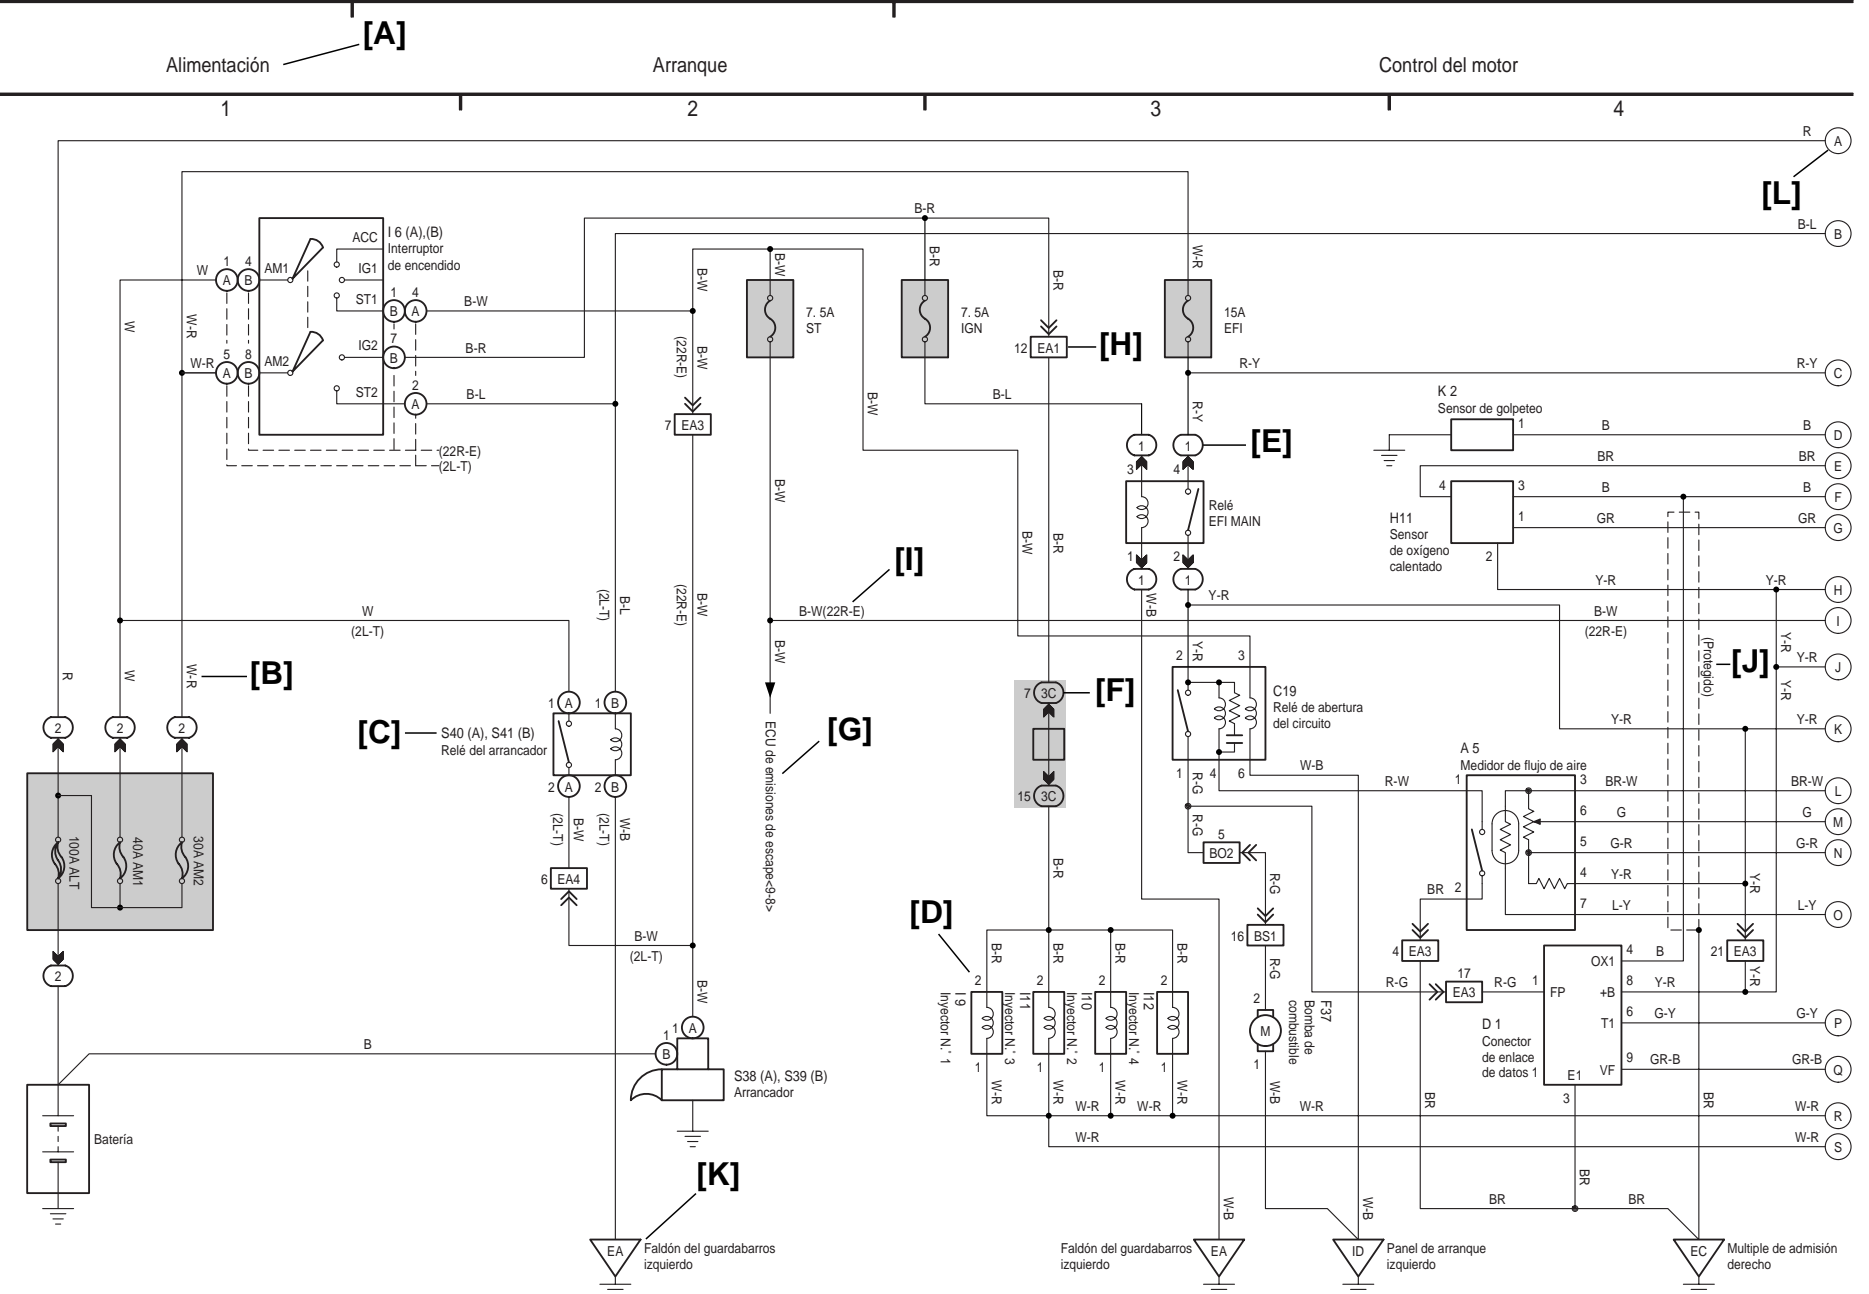 [A]
Alimentación
Arranque
Control del motor
1
2
3
4
R
A
[L]
B-R
B-L
B
ACC
I 6 (A),(B)
Interruptor
de encendido
W
1
4
A
B
AM1
IG1
ST1
1
4
B
A
B-W
B-W
B-W
B-R
B-R
W-R
7. 5A
ST
7. 5A
IGN
15A
EFI
W
W-R
W-R
5
8
A
B
AM2
IG2
7
B
B-R
ST2
2
A
B-L
(22R-E)
B-W
12
EA1
[H]
R-Y
R-Y
C
7
EA3
B-W
B-L
R-Y
K 2
Sensor de golpeteo
1
B
B
D
(22R-E)
(2L-T)
1
1
[E]
3
4
Relé
EFI MAIN
1
2
1
1
BR
BR
E
4
3
B
B
F
1
GR
GR
G
H11
Sensor
de oxígeno
calentado
2
Y-R
Y-R
H
B-W
B-W
B-R
[I]
B-W(22R-E)
B-W
(22R-E)
I
W-B
Y-R
W
(2L-T)
(2L-T)
B-L
(22R-E)
B-W
B-W
R
W
W-R
[B]
2
2
2
[C]
S40 (A), S41 (B)
Relé del arrancador
1
A
1
B
2
A
2
B
[G]
ECU de emisiones de escape<9-8>
7
3C
[F]
15
3C
2
Y-R
3
C19
Relé de abertura
del circuito
1
4
6
R-G
W-B
(Protegido)
[J]
Y-R
Y-R
J
Y-R
Y-R
Y-R
K
A 5
Medidor de flujo de aire
R-W
1
3
BR-W
BR-W
L
6
G
G
M
5
G-R
G-R
N
4
Y-R
Y-R
7
L-Y
L-Y
O
BR
2
100A ALT
40A AM1
30A AM2
2
(2L-T)
B-W
(2L-T)
W-B
6
EA4
B-W
(2L-T)
R-G
5
BO2
R-G
16
BS1
R-G
B-R
[D]
4
EA3
21
EA3
Y-R
B-R
B-R
B-R
B-R
2
2
2
2
I 9
Inyector N.' 1
I11
Inyector N.' 3
I10
Inyector N.' 2
I12
Inyector N.' 4
1
1
1
1
W-R
W-R
W-R
W-R
2
M
1
F37
Bomba de
combustible
W-B
R-G
17
EA3
R-G
1
FP
OX1
4
B
+B
8
Y-R
T1
6
G-Y
G-Y
P
VF
9
GR-B
GR-B
Q
E1
3
D 1
Conector
de enlace
de datos 1
B
B-W
1
A
1
B
S38 (A), S39 (B)
Arrancador
W-R
W-R
W-R
W-R
R
W-R
W-R
S
BR
BR
Batería
[K]
BR
BR
BR
W-B
W-B
EA
Faldón del guardabarros
izquierdo
Faldón del guardabarros
izquierdo
EA
ID
Panel de arranque
izquierdo
EC
Multiple de admisión
derecho